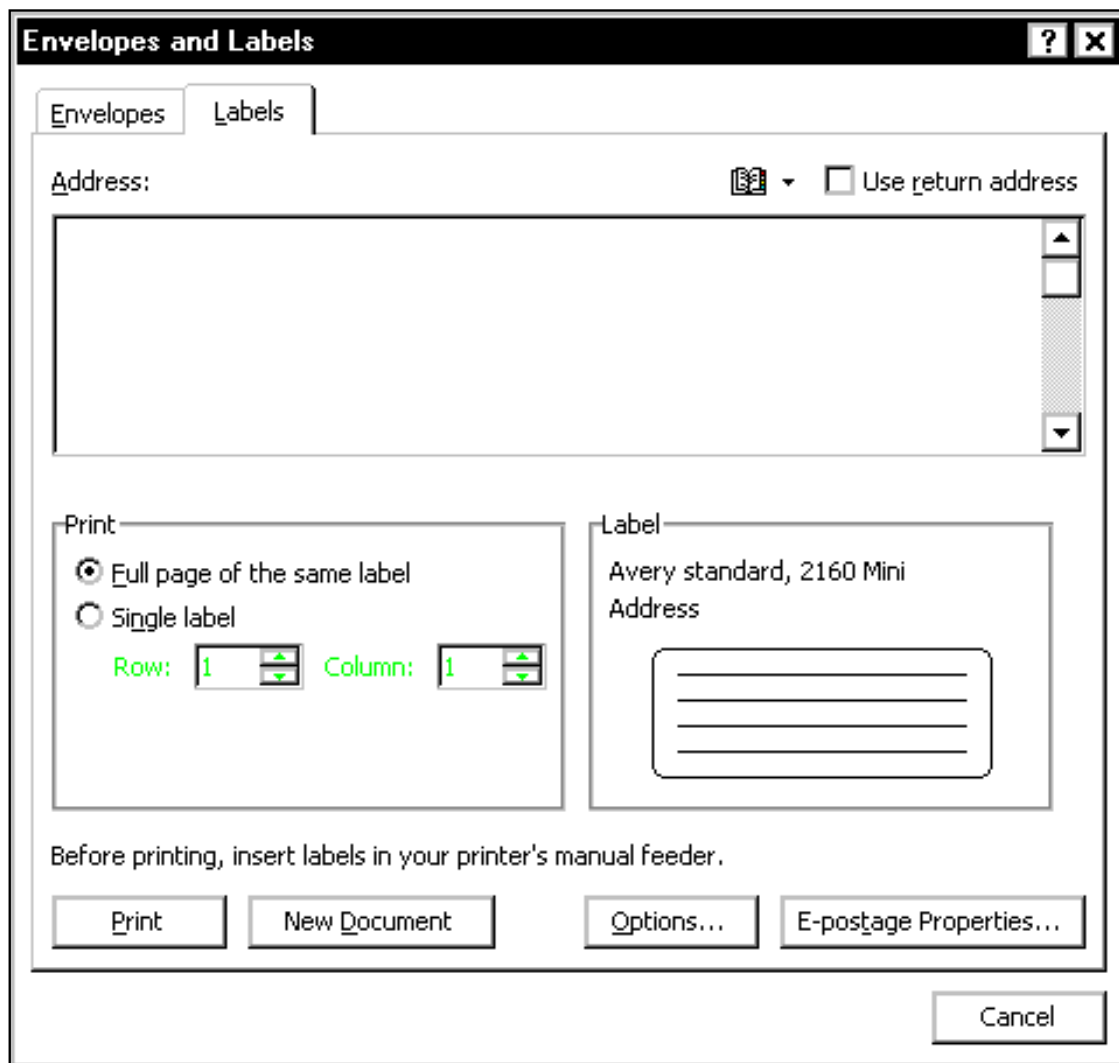 Envelopes and Labels
Envelopes Labels
Address: Use return address
Print
Full page of the same label
Single label
Row: 1 Column: 1
Label
Avery standard, 2160 Mini
Address
Before printing, insert labels in your printer's manual feeder.
Print New Document Options... E-postage Properties...
Cancel